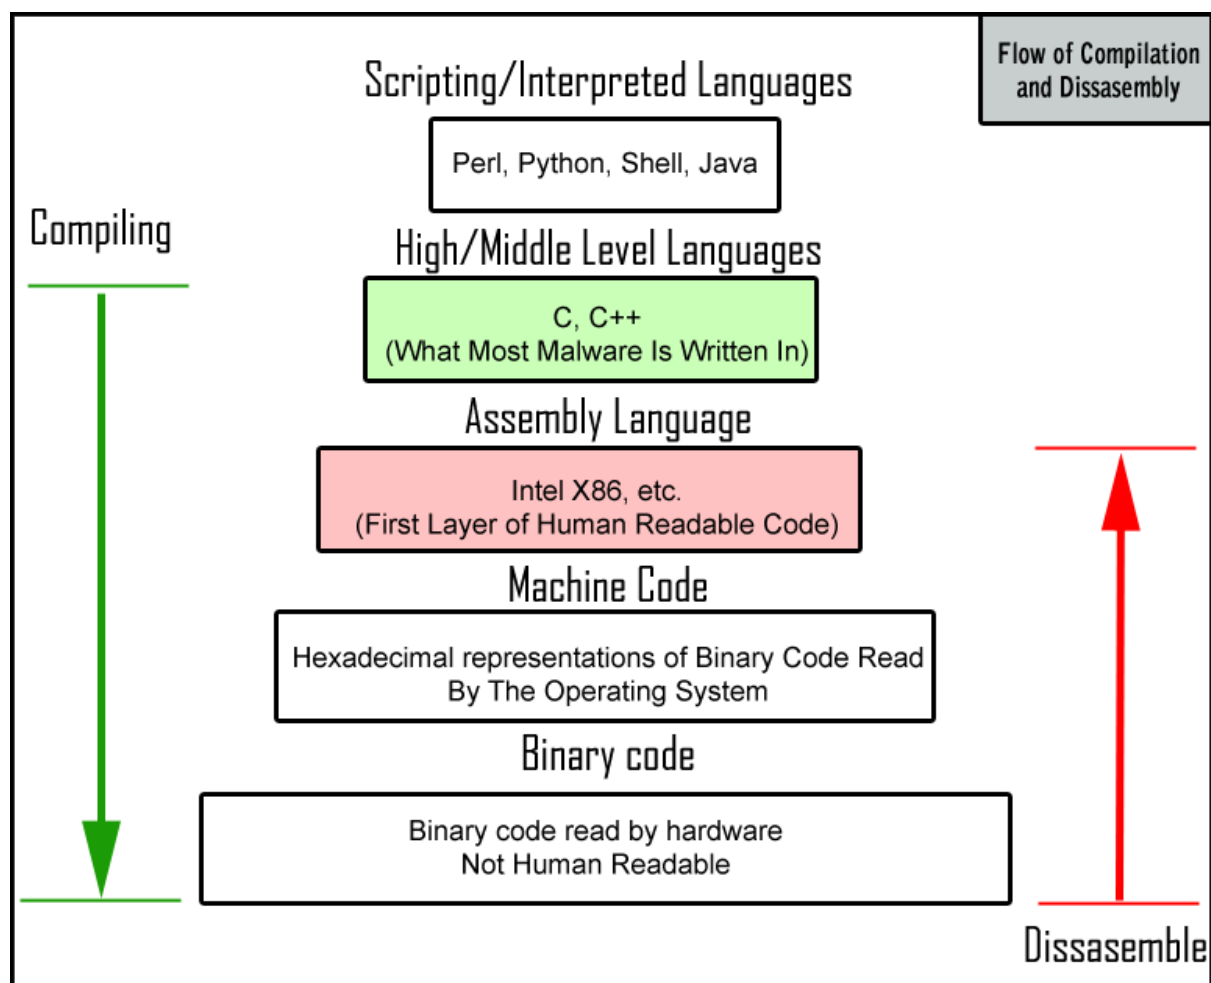 Flow of Compilation
and Dissasembly
Scripting/Interpreted Languages
Perl, Python, Shell, Java
Compiling
High/Middle Level Languages
C, C++
(What Most Malware Is Written In)
Assembly Language
Intel X86, etc.
(First Layer of Human Readable Code)
Machine Code
Hexadecimal representations of Binary Code Read
By The Operating System
Binary code
Binary code read by hardware
Not Human Readable
Dissasemble